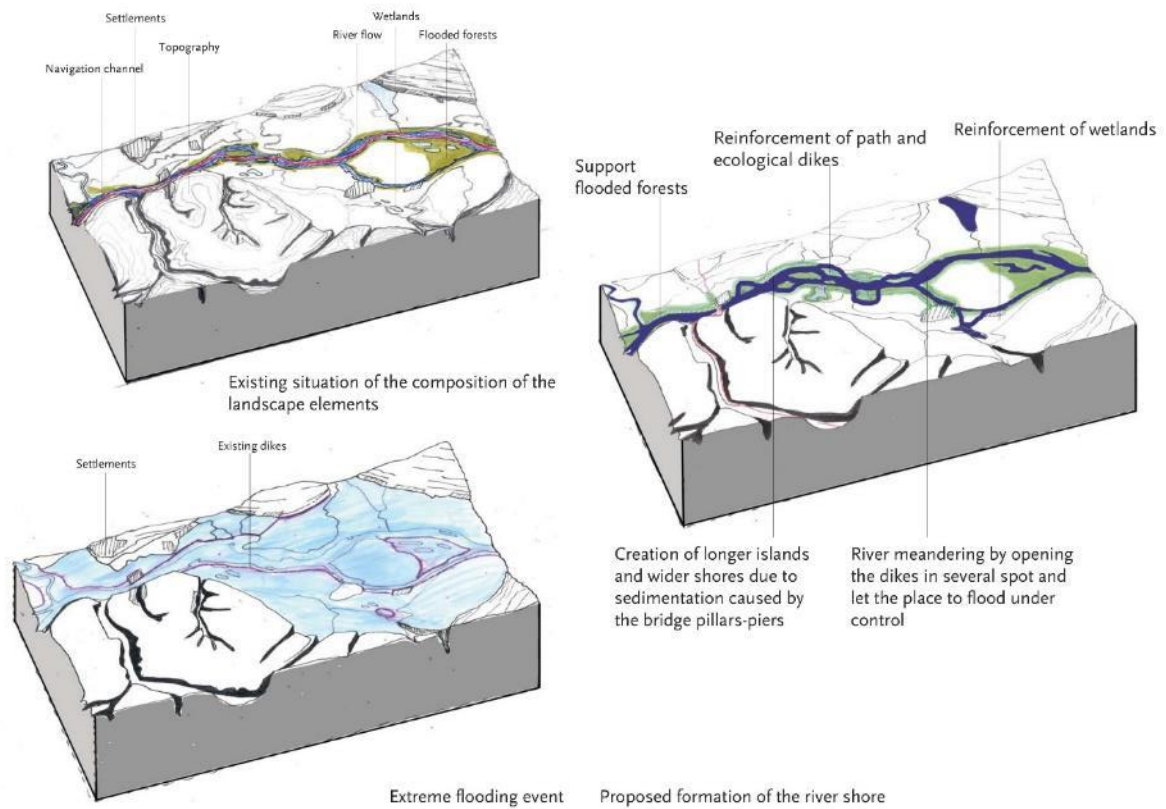 Settlements
Wetlands
Topography
River flow
Flooded forests
Navigation channel
Existing situation of the composition of the
landscape elements
Existing dikes
Settlements
Extreme flooding event
Reinforcement of path and
ecological dikes
Reinforcement of wetlands
Support
flooded forests
Creation of longer islands
and wider shores due to
sedimentation caused by
the bridge pillars-piers
River meandering by opening
the dikes in several spot and
let the place to flood under
control
Proposed formation of the river shore